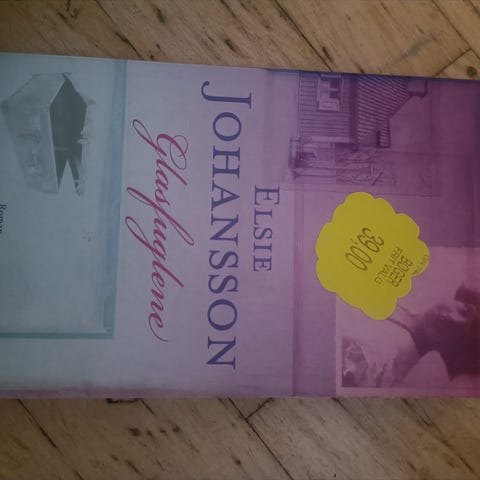 ELSIE
JOHANSSON
Glasfuglene
Roman
BØGER
FRIT VALG
39,00